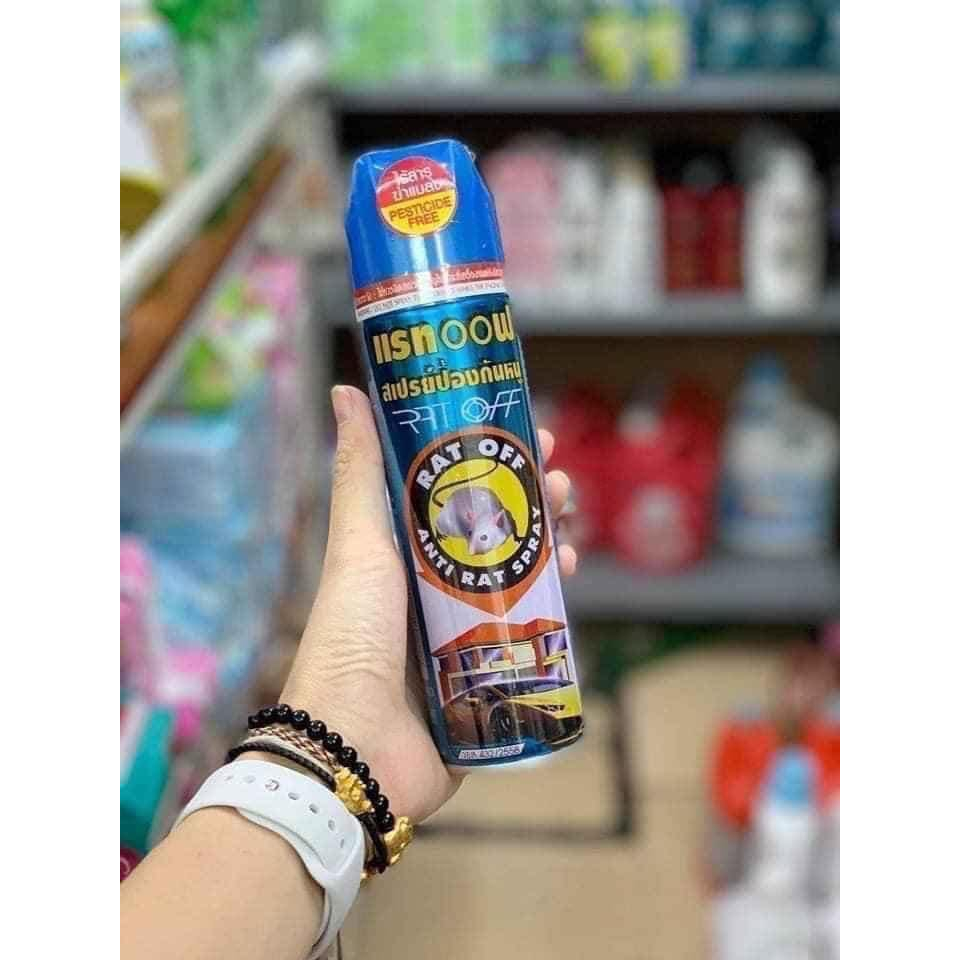 ไร้สาร
ฆ่าแมลง
PESTICIDE
FREE
แรทออฟ
สเปรย์ป้องกันหนู
RAT OFF
RAT OFF
ANTI RAT SPRAY